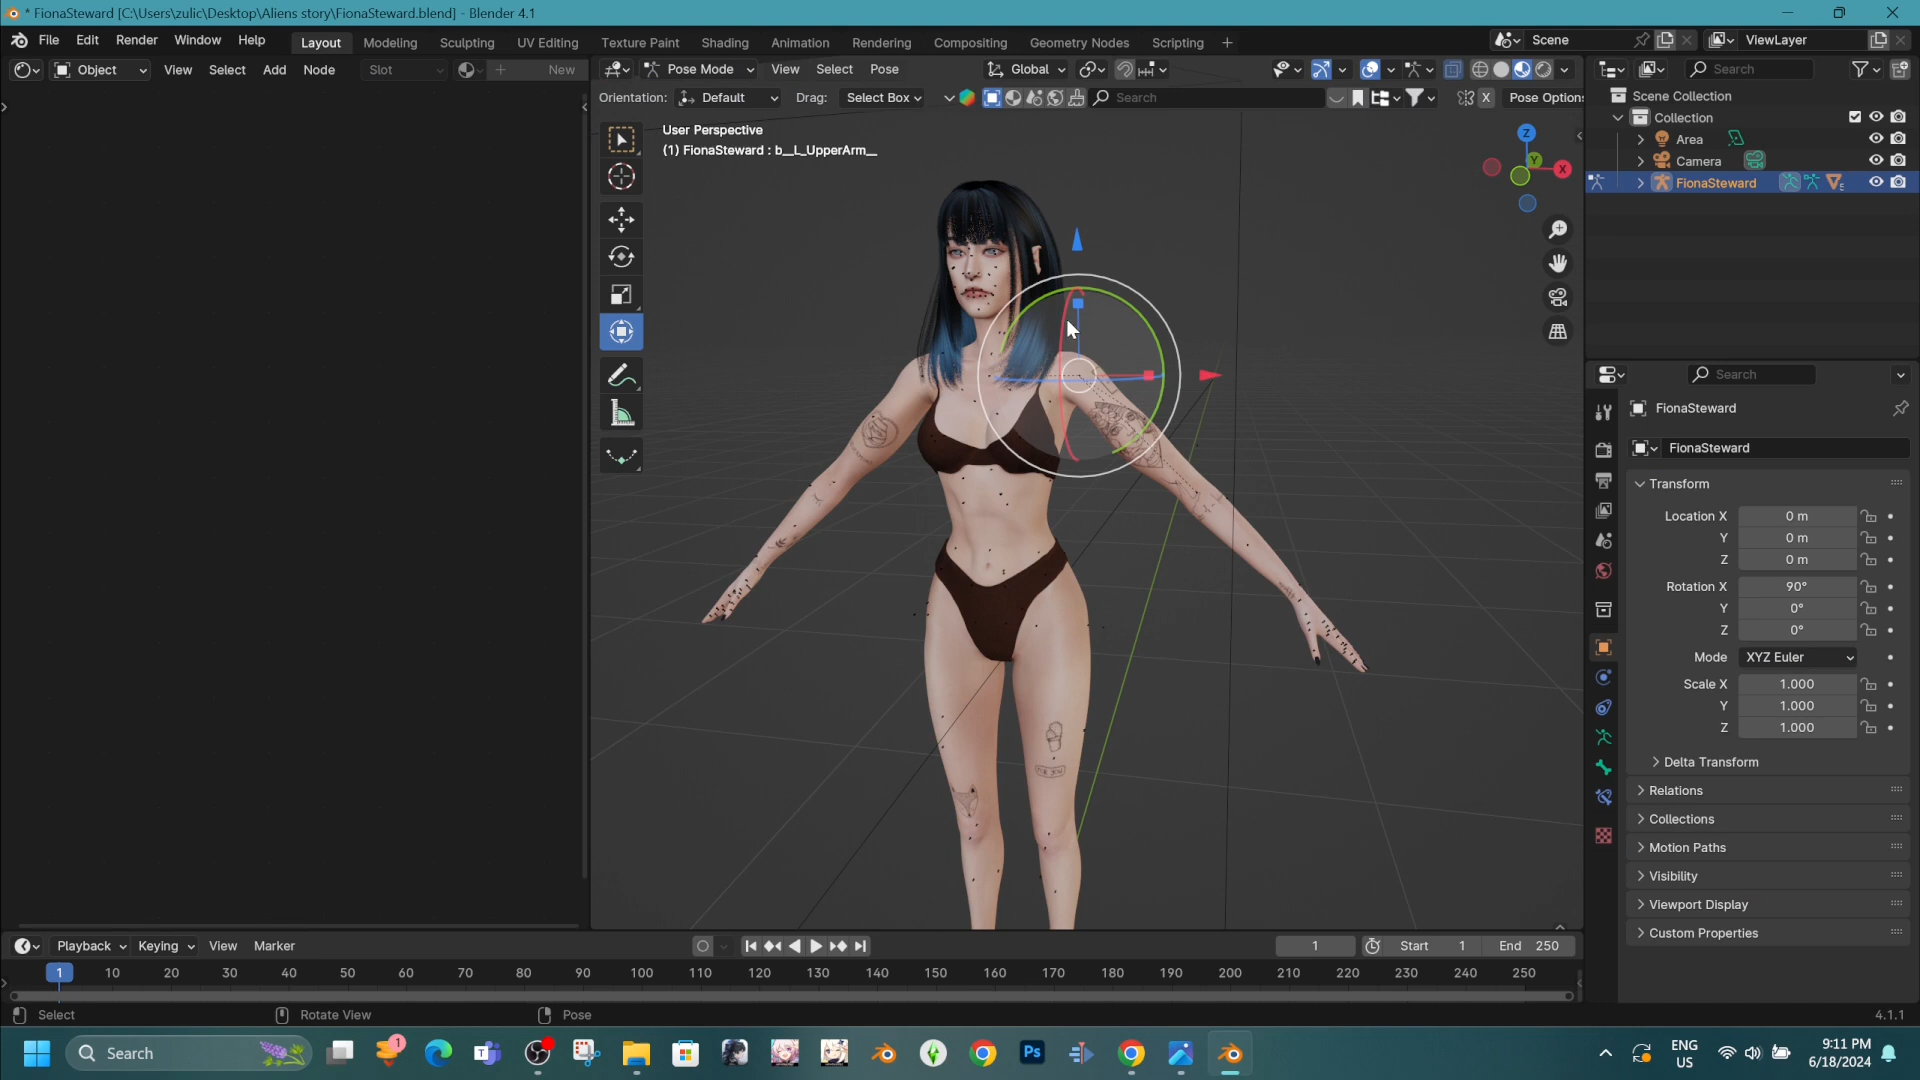 * FionaSteward [C:\Users\zulic\Desktop\Aliens story\FionaSteward.blend] - Blender 4.1
File Edit Render Window Help Layout Modeling Sculpting UV Editing Texture Paint Shading Animation Rendering Compositing Geometry Nodes Scripting + Scene ViewLayer
Object View Select Add Node Slot New Pose Mode View Select Pose Global Search
Orientation: Default Drag: Select Box Search X Pose Options
User Perspective
(1) FionaSteward : b__L_UpperArm__
Z
Y
X
Scene Collection
Collection
Area
Camera
FionaSteward 5
Search
FionaSteward
FionaSteward
Transform
Location X 0 m
Y 0 m
Z 0 m
Rotation X 90°
Y 0°
Z 0°
Mode XYZ Euler
Scale X 1.000
Y 1.000
Z 1.000
Delta Transform
Relations
Collections
Motion Paths
Visibility
Viewport Display
Custom Properties
Playback Keying View Marker 1 Start 1 End 250
1 10 20 30 40 50 60 70 80 90 100 110 120 130 140 150 160 170 180 190 200 210 220 230 240 250
Select Rotate View Pose 4.1.1
Search 1 Ps ENG US 9:11 PM 6/18/2024